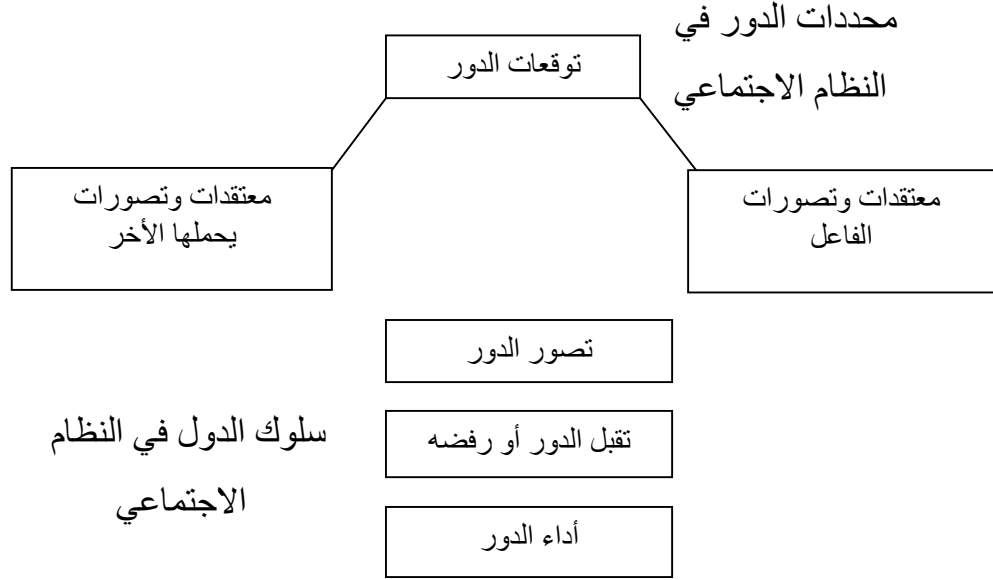 محددات الدور في
النظام الاجتماعي
توقعات الدور
معتقدات وتصورات
الفاعل
معتقدات وتصورات
يحملها الأخر
تصور الدور
تقبل الدور أو رفضه
سلوك الدول في النظام
الاجتماعي
أداء الدور